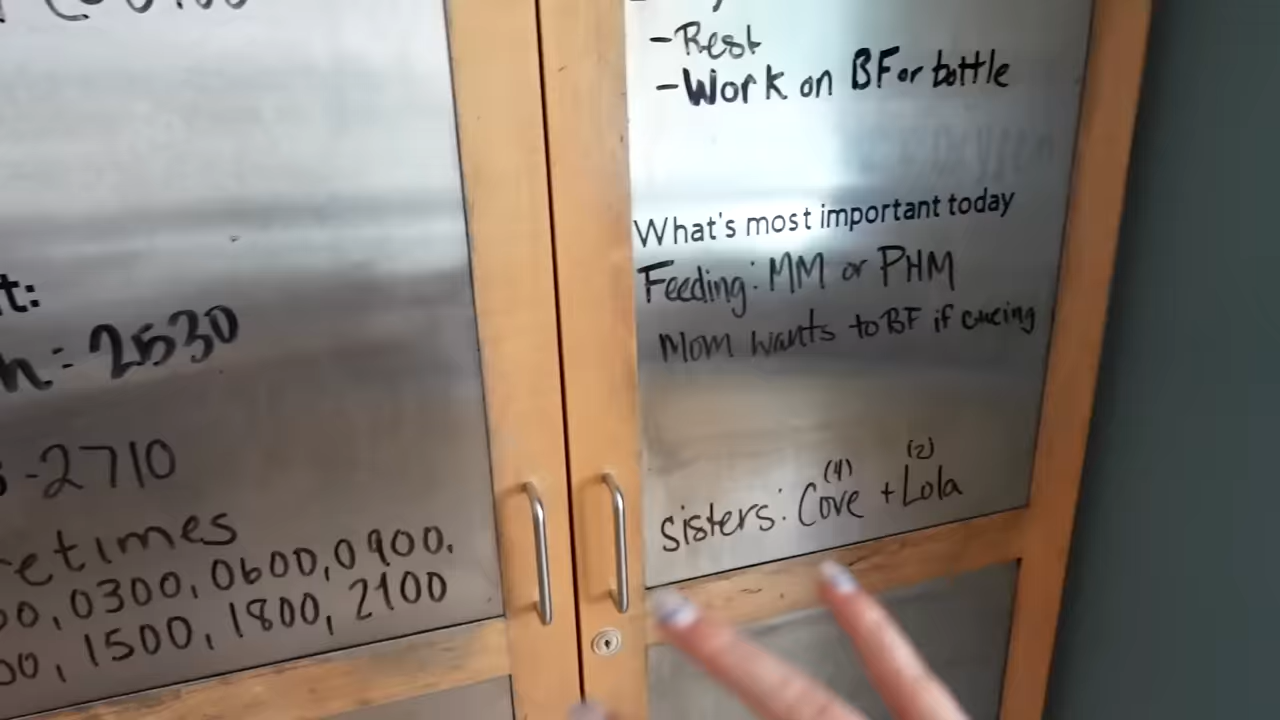 t:
: 2530
-2710
etimes
0300, 0600, 0900.
1500, 1800, 2100
-Rest
-Work on BF or bottle
What's most important today
Feeding: MM or PHM
Mom wants to BF if cueing
(4) (2)
sisters: Cove + Lola